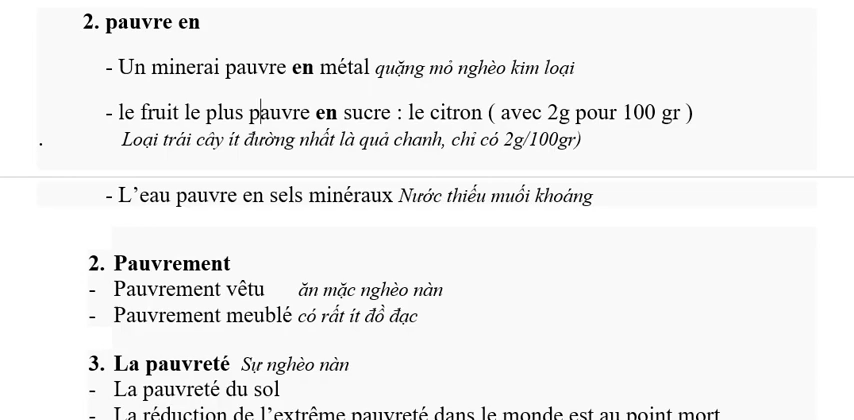 2. pauvre en
- Un minerai pauvre en métal quặng mỏ nghèo kim loại
- le fruit le plus pauvre en sucre : le citron ( avec 2g pour 100 gr )
Loại trái cây ít đường nhất là quả chanh, chỉ có 2g/100gr)
- L’eau pauvre en sels minéraux Nước thiếu muối khoáng
2. Pauvrement
- Pauvrement vêtu ăn mặc nghèo nàn
- Pauvrement meublé có rất ít đồ đạc
3. La pauvreté Sự nghèo nàn
- La pauvreté du sol
- La réduction de l’extrême pauvreté dans le monde est au point mort